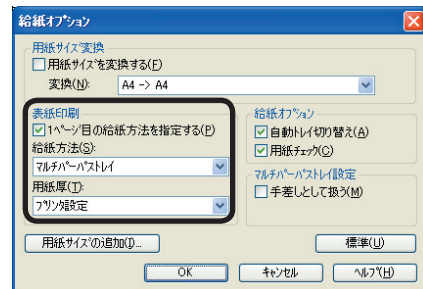 給紙ｵﾌﾟｼｮﾝ
用紙ｻｲｽﾞ変換
用紙ｻｲｽﾞを変換する(E)
変換(N): A4 -> A4
表紙印刷
1ﾍﾟｰｼﾞ目の給紙方法を指定する(P)
給紙方法(S):
ﾏﾙﾁﾊﾟｰﾊﾟｽﾄﾚｲ
用紙厚(T):
ﾌﾟﾘﾝﾀ設定
給紙ｵﾌﾟｼｮﾝ
自動ﾄﾚｲ切り替え(A)
用紙ﾁｪｯｸ(C)
ﾏﾙﾁﾊﾟｰﾊﾟｽﾄﾚｲ設定
手差しとして扱う(M)
用紙ｻｲｽﾞの追加(I)...
標準(U)
OK
ｷｬﾝｾﾙ
ﾍﾙﾌﾟ(H)